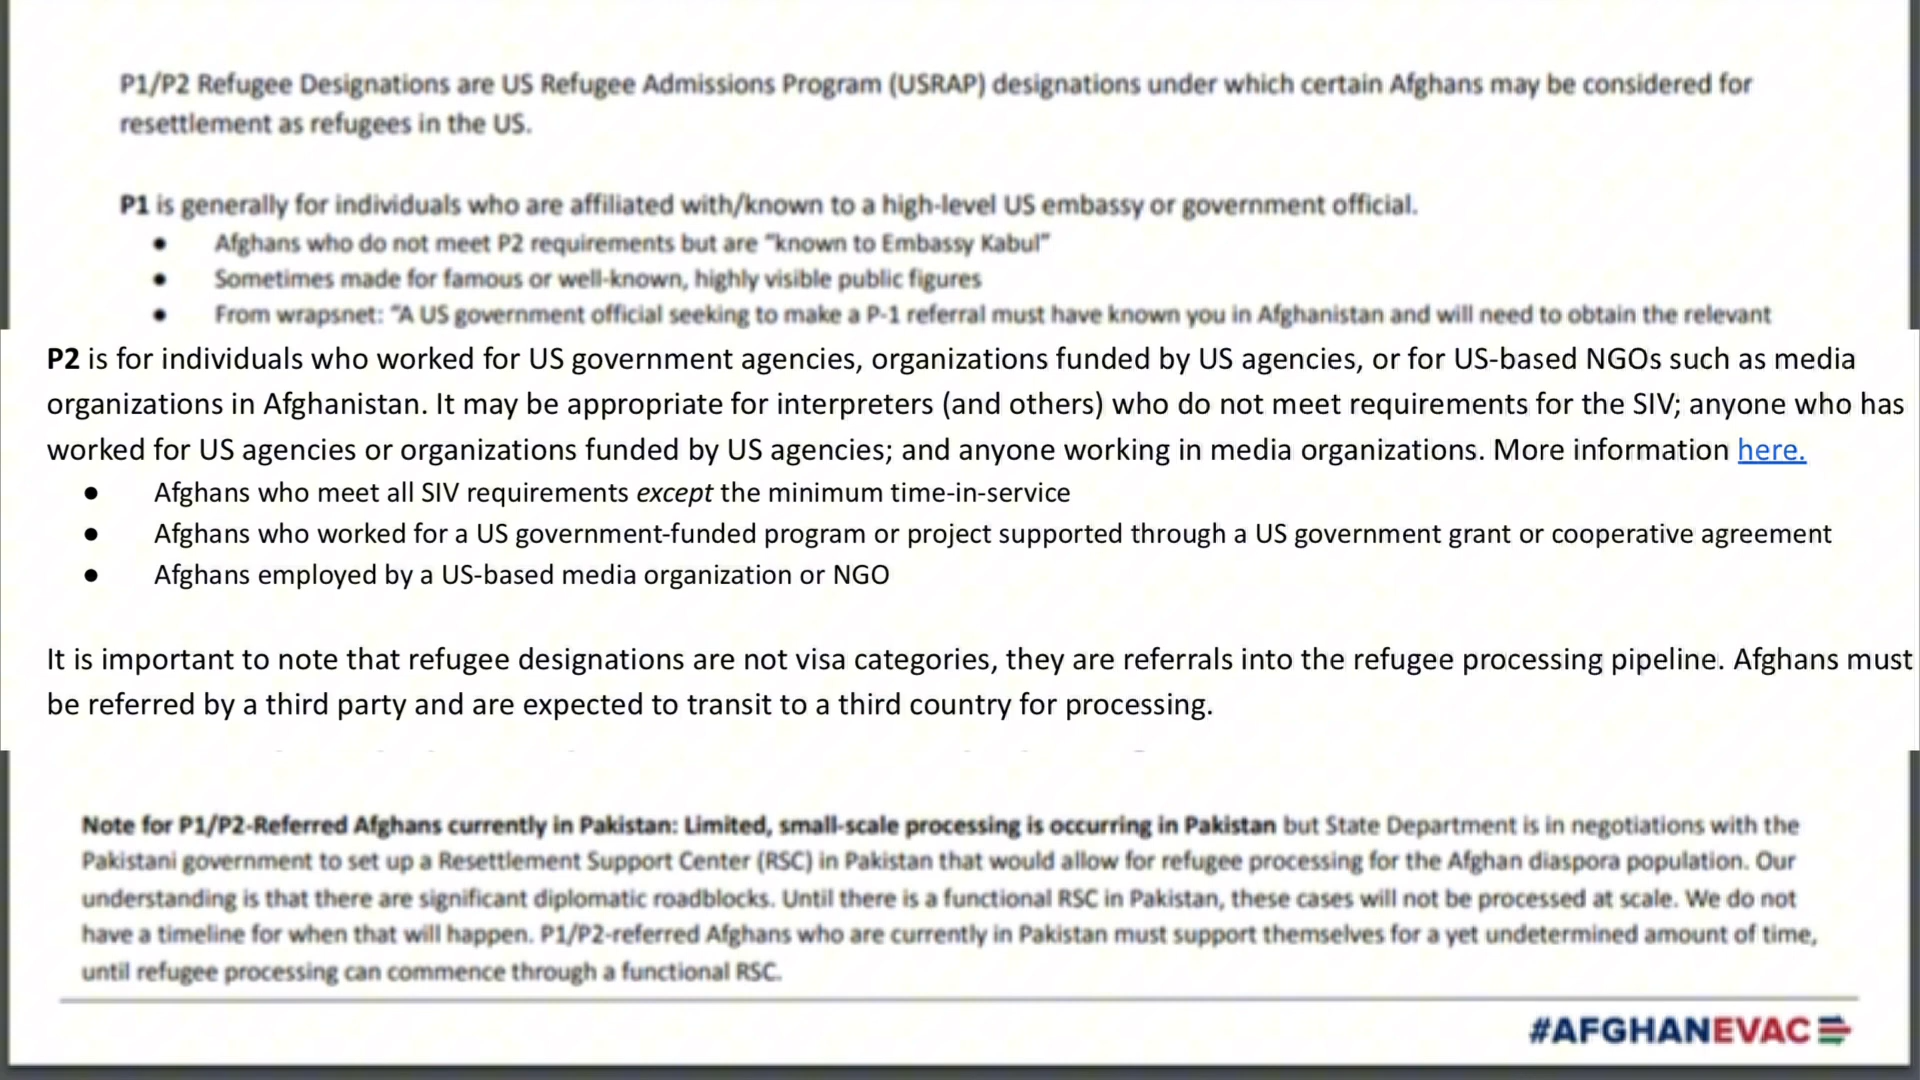 P1/P2 Refugee Designations are US Refugee Admissions Program (USRAP) designations under which certain Afghans may be considered for
resettlement as refugees in the US.
P1 is generally for individuals who are affiliated with/known to a high-level US embassy or government official.
● Afghans who do not meet P2 requirements but are “known to Embassy Kabul”
● Sometimes made for famous or well-known, highly visible public figures
● From wrapsnet: “A US government official seeking to make a P-1 referral must have known you in Afghanistan and will need to obtain the relevant
P2 is for individuals who worked for US government agencies, organizations funded by US agencies, or for US-based NGOs such as media
organizations in Afghanistan. It may be appropriate for interpreters (and others) who do not meet requirements for the SIV; anyone who has
worked for US agencies or organizations funded by US agencies; and anyone working in media organizations. More information here.
● Afghans who meet all SIV requirements except the minimum time-in-service
● Afghans who worked for a US government-funded program or project supported through a US government grant or cooperative agreement
● Afghans employed by a US-based media organization or NGO
It is important to note that refugee designations are not visa categories, they are referrals into the refugee processing pipeline. Afghans must
be referred by a third party and are expected to transit to a third country for processing.
Note for P1/P2-Referred Afghans currently in Pakistan: Limited, small-scale processing is occurring in Pakistan but State Department is in negotiations with the
Pakistani government to set up a Resettlement Support Center (RSC) in Pakistan that would allow for refugee processing for the Afghan diaspora population. Our
understanding is that there are significant diplomatic roadblocks. Until there is a functional RSC in Pakistan, these cases will not be processed at scale. We do not
have a timeline for when that will happen. P1/P2-referred Afghans who are currently in Pakistan must support themselves for a yet undetermined amount of time,
until refugee processing can commence through a functional RSC.
#AFGHANEVAC